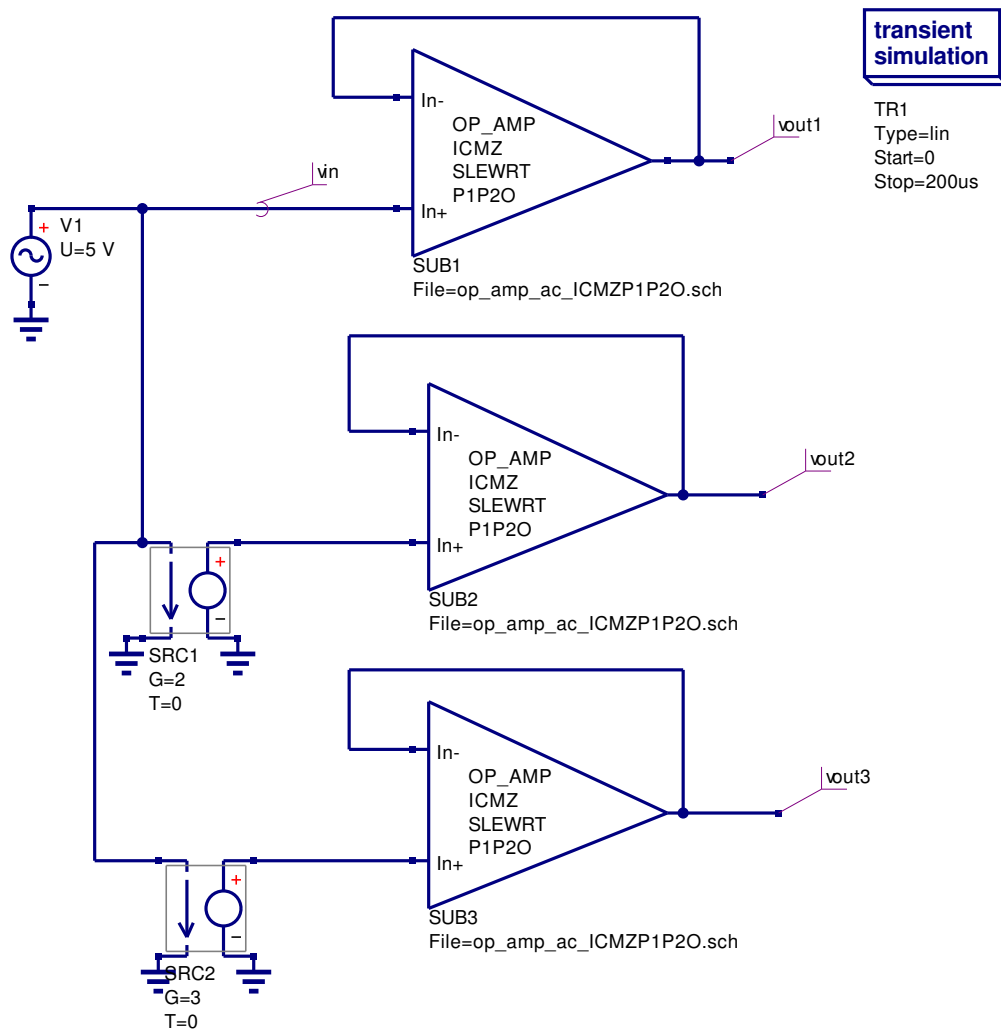 transient
simulation
TR1
Type=lin
Start=0
Stop=200us
In-
OP_AMP
ICMZ
SLEWRT
P1P2O
In+
vout1
vin
+
V1
U=5 V
−
SUB1
File=op_amp_ac_ICMZP1P2O.sch
In-
OP_AMP
ICMZ
SLEWRT
P1P2O
In+
vout2
+
−
SUB2
File=op_amp_ac_ICMZP1P2O.sch
SRC1
G=2
T=0
In-
OP_AMP
ICMZ
SLEWRT
P1P2O
In+
vout3
+
−
SUB3
File=op_amp_ac_ICMZP1P2O.sch
SRC2
G=3
T=0